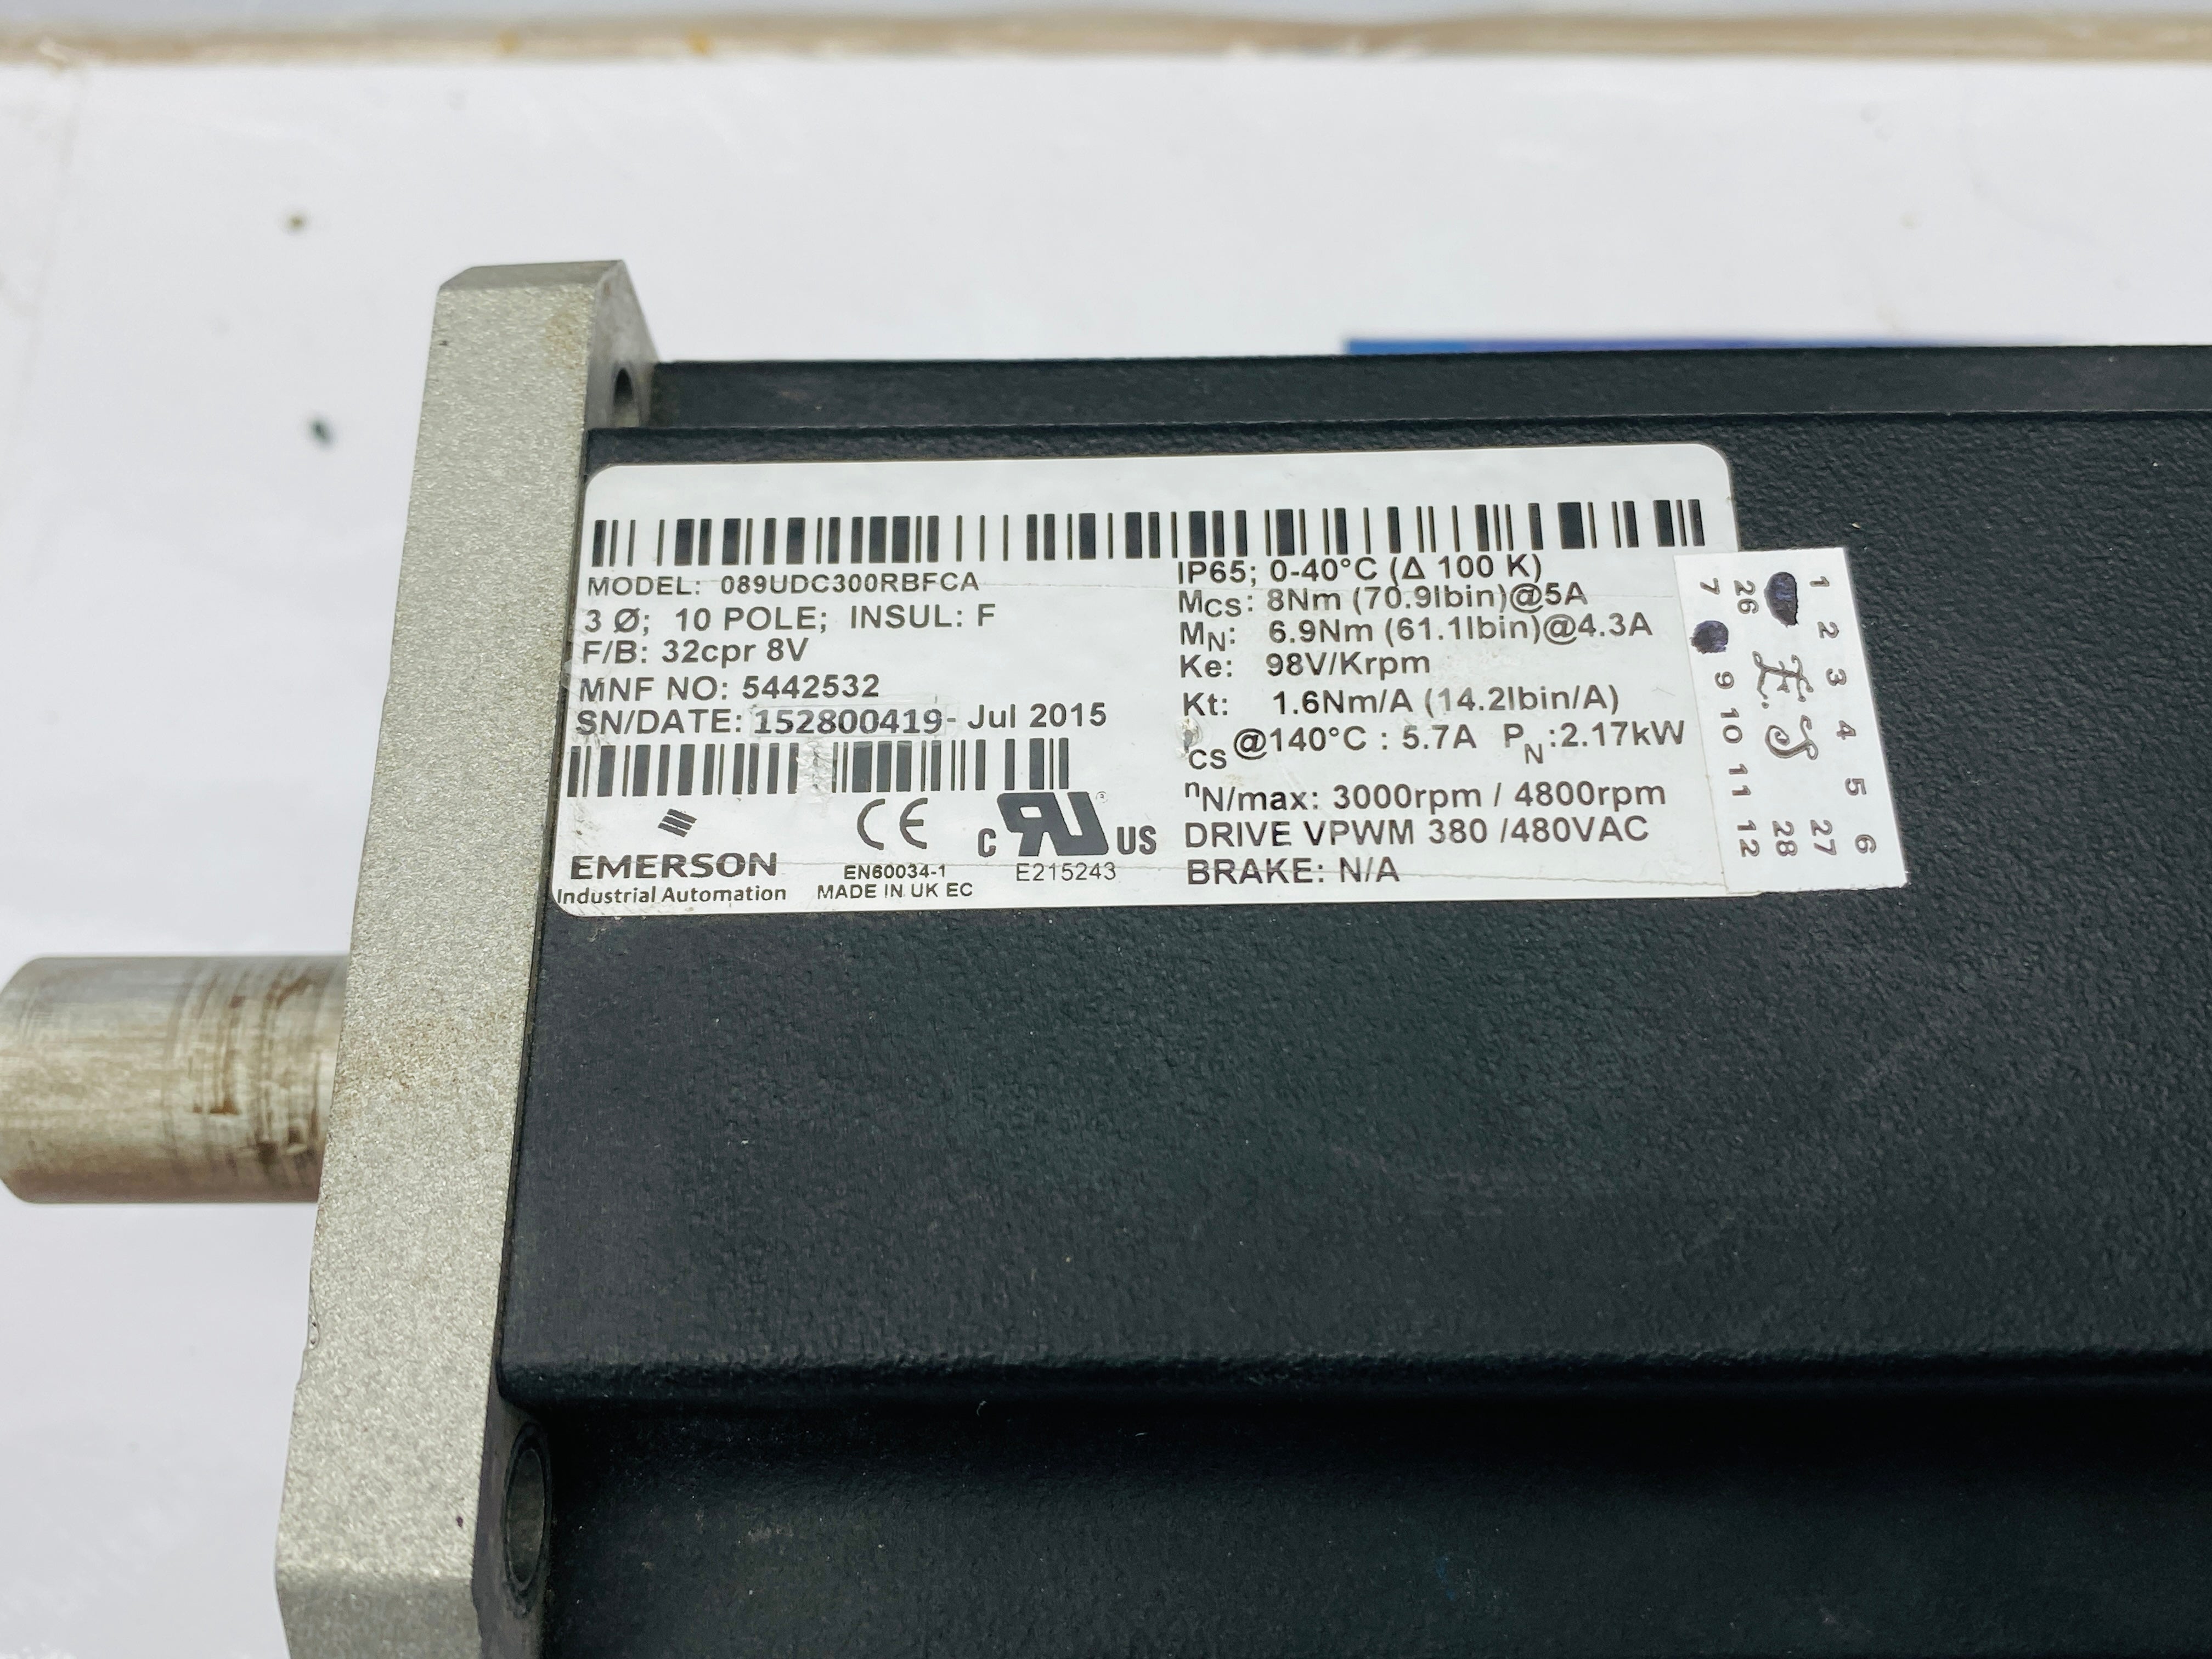 MODEL: 089UDC300RBFCA
3 Ø; 10 POLE; INSUL: F
F/B: 32cpr 8V
MNF NO: 5442532
SN/DATE: 152800419- Jul 2015
EMERSON
Industrial Automation
CE
EN60034-1
MADE IN UK EC
C RU US
E215243
IP65; 0-40°C (Δ 100 K)
MCS: 8Nm (70.9lbin)@5A
MN: 6.9Nm (61.1lbin)@4.3A
Ke: 98V/Krpm
Kt: 1.6Nm/A (14.2lbin/A)
CS @140°C : 5.7A PN:2.17kW
nN/max: 3000rpm / 4800rpm
DRIVE VPWM 380 /480VAC
BRAKE: N/A
1 2 3 4 5 6
27
26
28
7 9 10 11 12